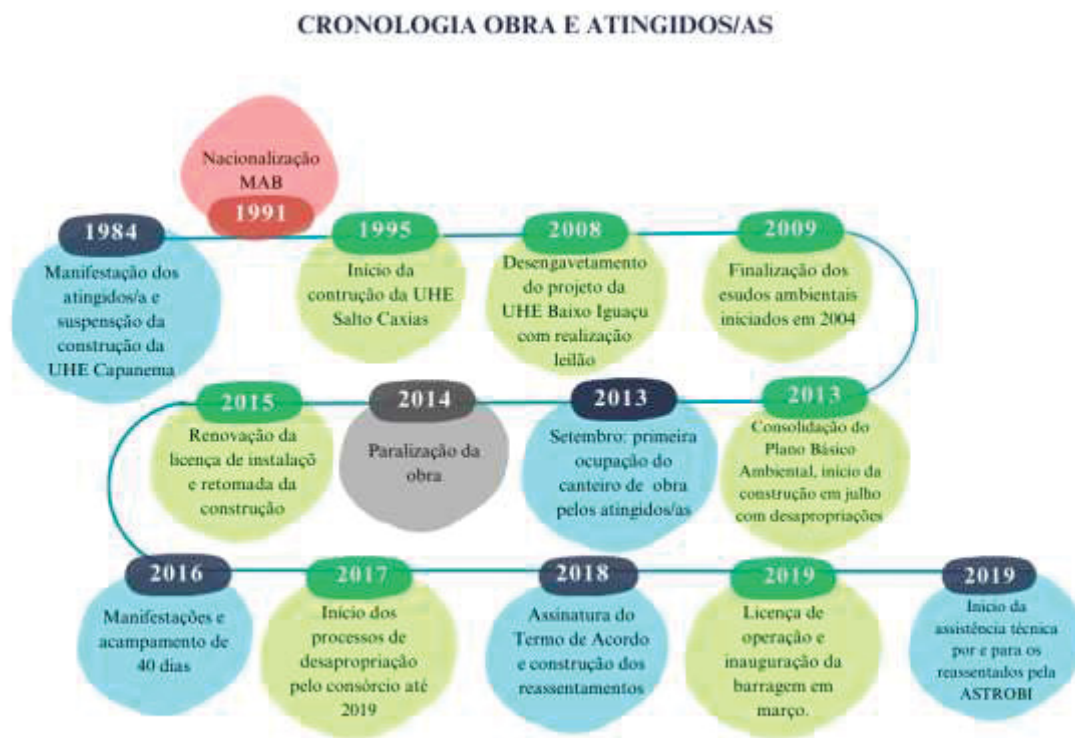 CRONOLOGIA OBRA E ATINGIDOS/AS
1984
Manifestação dos
atingidos/a e
suspensção da
construção da
UHE Capanema
Nacionalização
MAB
1991
1995
Início da
contrução da UHE
Salto Caxias
2008
Desengavetamento
do projeto da
UHE Baixo Iguaçu
com realização
leilão
2009
Finalização dos
esudos ambientais
iniciados em 2004
2013
Consolidação do
Plano Básico
Ambiental, início da
construção em julho
com desapropriações
2013
Setembro: primeira
ocupação do
canteiro de obra
pelos atingidos/as
2014
Paralização da
obra
2015
Renovação da
licença de instalaçõ
e retomada da
construção
2016
Manifestações e
acampamento de
40 dias
2017
Início dos
processos de
desapropriação
pelo consórcio até
2019
2018
Assinatura do
Termo de Acordo
e construção dos
reassentamentos
2019
Licença de
operação e
inauguração da
barragem em
março.
2019
Início da
assistência técnica
por e para os
reassentados pela
ASTROBI